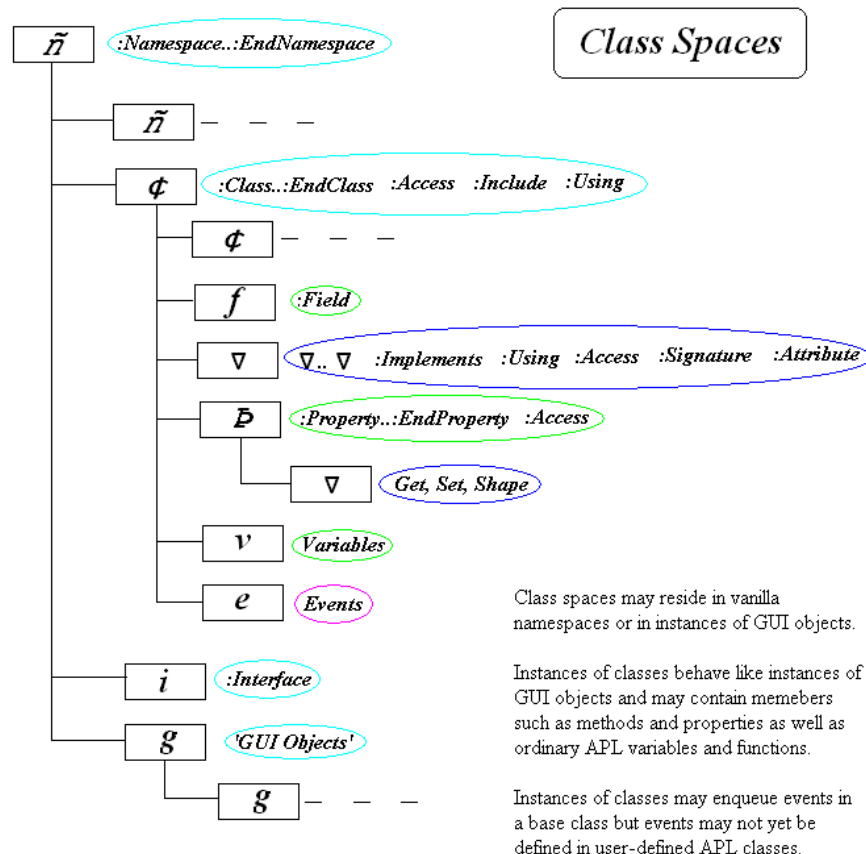 ñ :Namespace..:EndNamespace
Class Spaces
ñ
¢ :Class..:EndClass :Access :Include :Using
¢
f :Field
∇ ∇.. ∇ :Implements :Using :Access :Signature :Attribute
Ᵽ :Property..:EndProperty :Access
∇ Get, Set, Shape
v Variables
e Events
i :Interface
g 'GUI Objects'
g
Class spaces may reside in vanilla
namespaces or in instances of GUI objects.
Instances of classes behave like instances of
GUI objects and may contain memebers
such as methods and properties as well as
ordinary APL variables and functions.
Instances of classes may enqueue events in
a base class but events may not yet be
defined in user-defined APL classes.